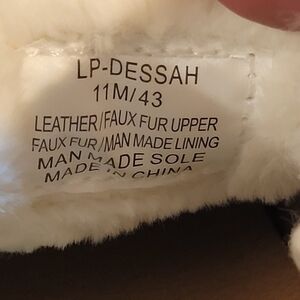 LP-DESSAH
11M/43
LEATHER/FAUX FUR UPPER
FAUX FUR/MAN MADE LINING
MAN MADE SOLE
MADE IN CHINA